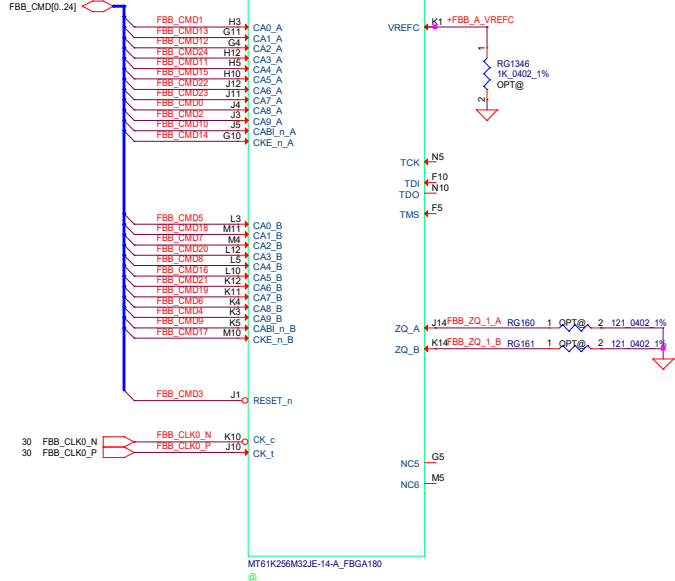 FBB_CMD[0..24]
FBB_CMD1 H3 CA0_A
FBB_CMD13 G11 CA1_A
FBB_CMD12 G4 CA2_A
FBB_CMD24 H12 CA3_A
FBB_CMD11 H5 CA4_A
FBB_CMD15 H10 CA5_A
FBB_CMD22 J12 CA6_A
FBB_CMD23 J11 CA7_A
FBB_CMD0 J4 CA8_A
FBB_CMD2 J3 CA9_A
FBB_CMD10 J5 CABI_n_A
FBB_CMD14 G10 CKE_n_A
VREFC K1 +FBB_A_VREFC
1
RG1346
1K_0402_1%
OPT@
2
TCK N5
TDI F10
TDO N10
TMS F5
FBB_CMD5 L3 CA0_B
FBB_CMD18 M11 CA1_B
FBB_CMD7 M4 CA2_B
FBB_CMD20 L12 CA3_B
FBB_CMD8 L5 CA4_B
FBB_CMD16 L10 CA5_B
FBB_CMD21 K12 CA6_B
FBB_CMD19 K11 CA7_B
FBB_CMD6 K4 CA8_B
FBB_CMD4 K3 CA9_B
FBB_CMD9 K5 CABI_n_B
FBB_CMD17 M10 CKE_n_B
ZQ_A J14 FBB_ZQ_1_A RG160 1 OPT@ 2 121_0402_1%
ZQ_B K14 FBB_ZQ_1_B RG161 1 OPT@ 2 121_0402_1%
FBB_CMD3 J1 RESET_n
30 FBB_CLK0_N FBB_CLK0_N K10 CK_c
30 FBB_CLK0_P FBB_CLK0_P J10 CK_t
NC5 G5
NC6 M5
MT61K256M32JE-14-A_FBGA180
@